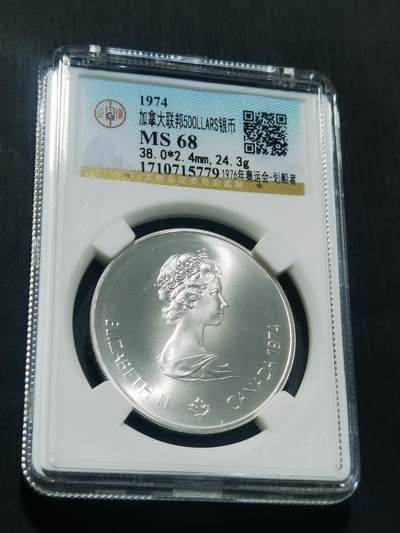 1974
加拿大联邦5DOLLARS银币
MS 68
38.0*2.4mm,24.3g
1710715779
1976年奥运会-划船者
ELIZABETH II
CANADA 1974